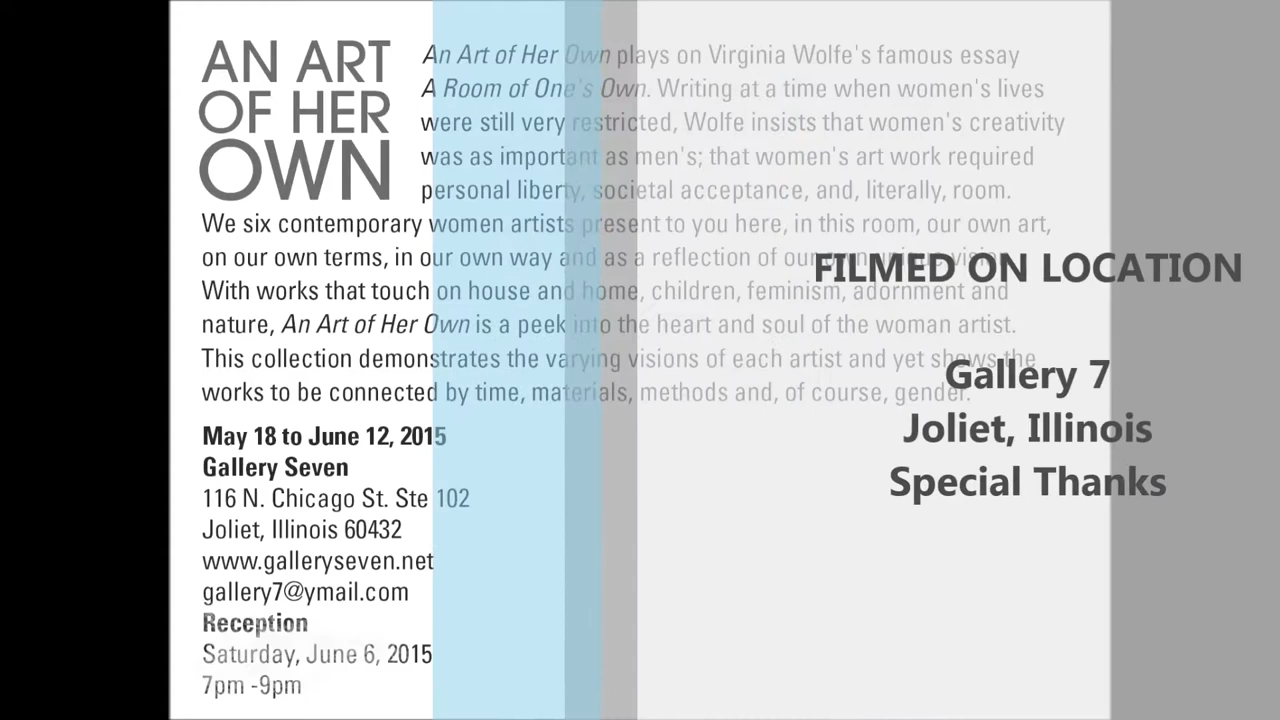 AN ART
OF HER
OWN
An Art of Her Own plays on Virginia Wolfe's famous essay
A Room of One's Own. Writing at a time when women's lives
were still very restricted, Wolfe insists that women's creativity
was as important as men's; that women's art work required
personal liberty, societal acceptance, and, literally, room.
We six contemporary women artists present to you here, in this room, our own art,
on our own terms, in our own way and as a reflection of our own unique vision.
With works that touch on house and home, children, feminism, adornment and
nature, An Art of Her Own is a peek into the heart and soul of the woman artist.
This collection demonstrates the varying visions of each artist and yet shows the
works to be connected by time, materials, methods and, of course, gender.
May 18 to June 12, 2015
Gallery Seven
116 N. Chicago St. Ste 102
Joliet, Illinois 60432
www.galleryseven.net
gallery7@ymail.com
Reception
Saturday, June 6, 2015
7pm -9pm
FILMED ON LOCATION
Gallery 7
Joliet, Illinois
Special Thanks